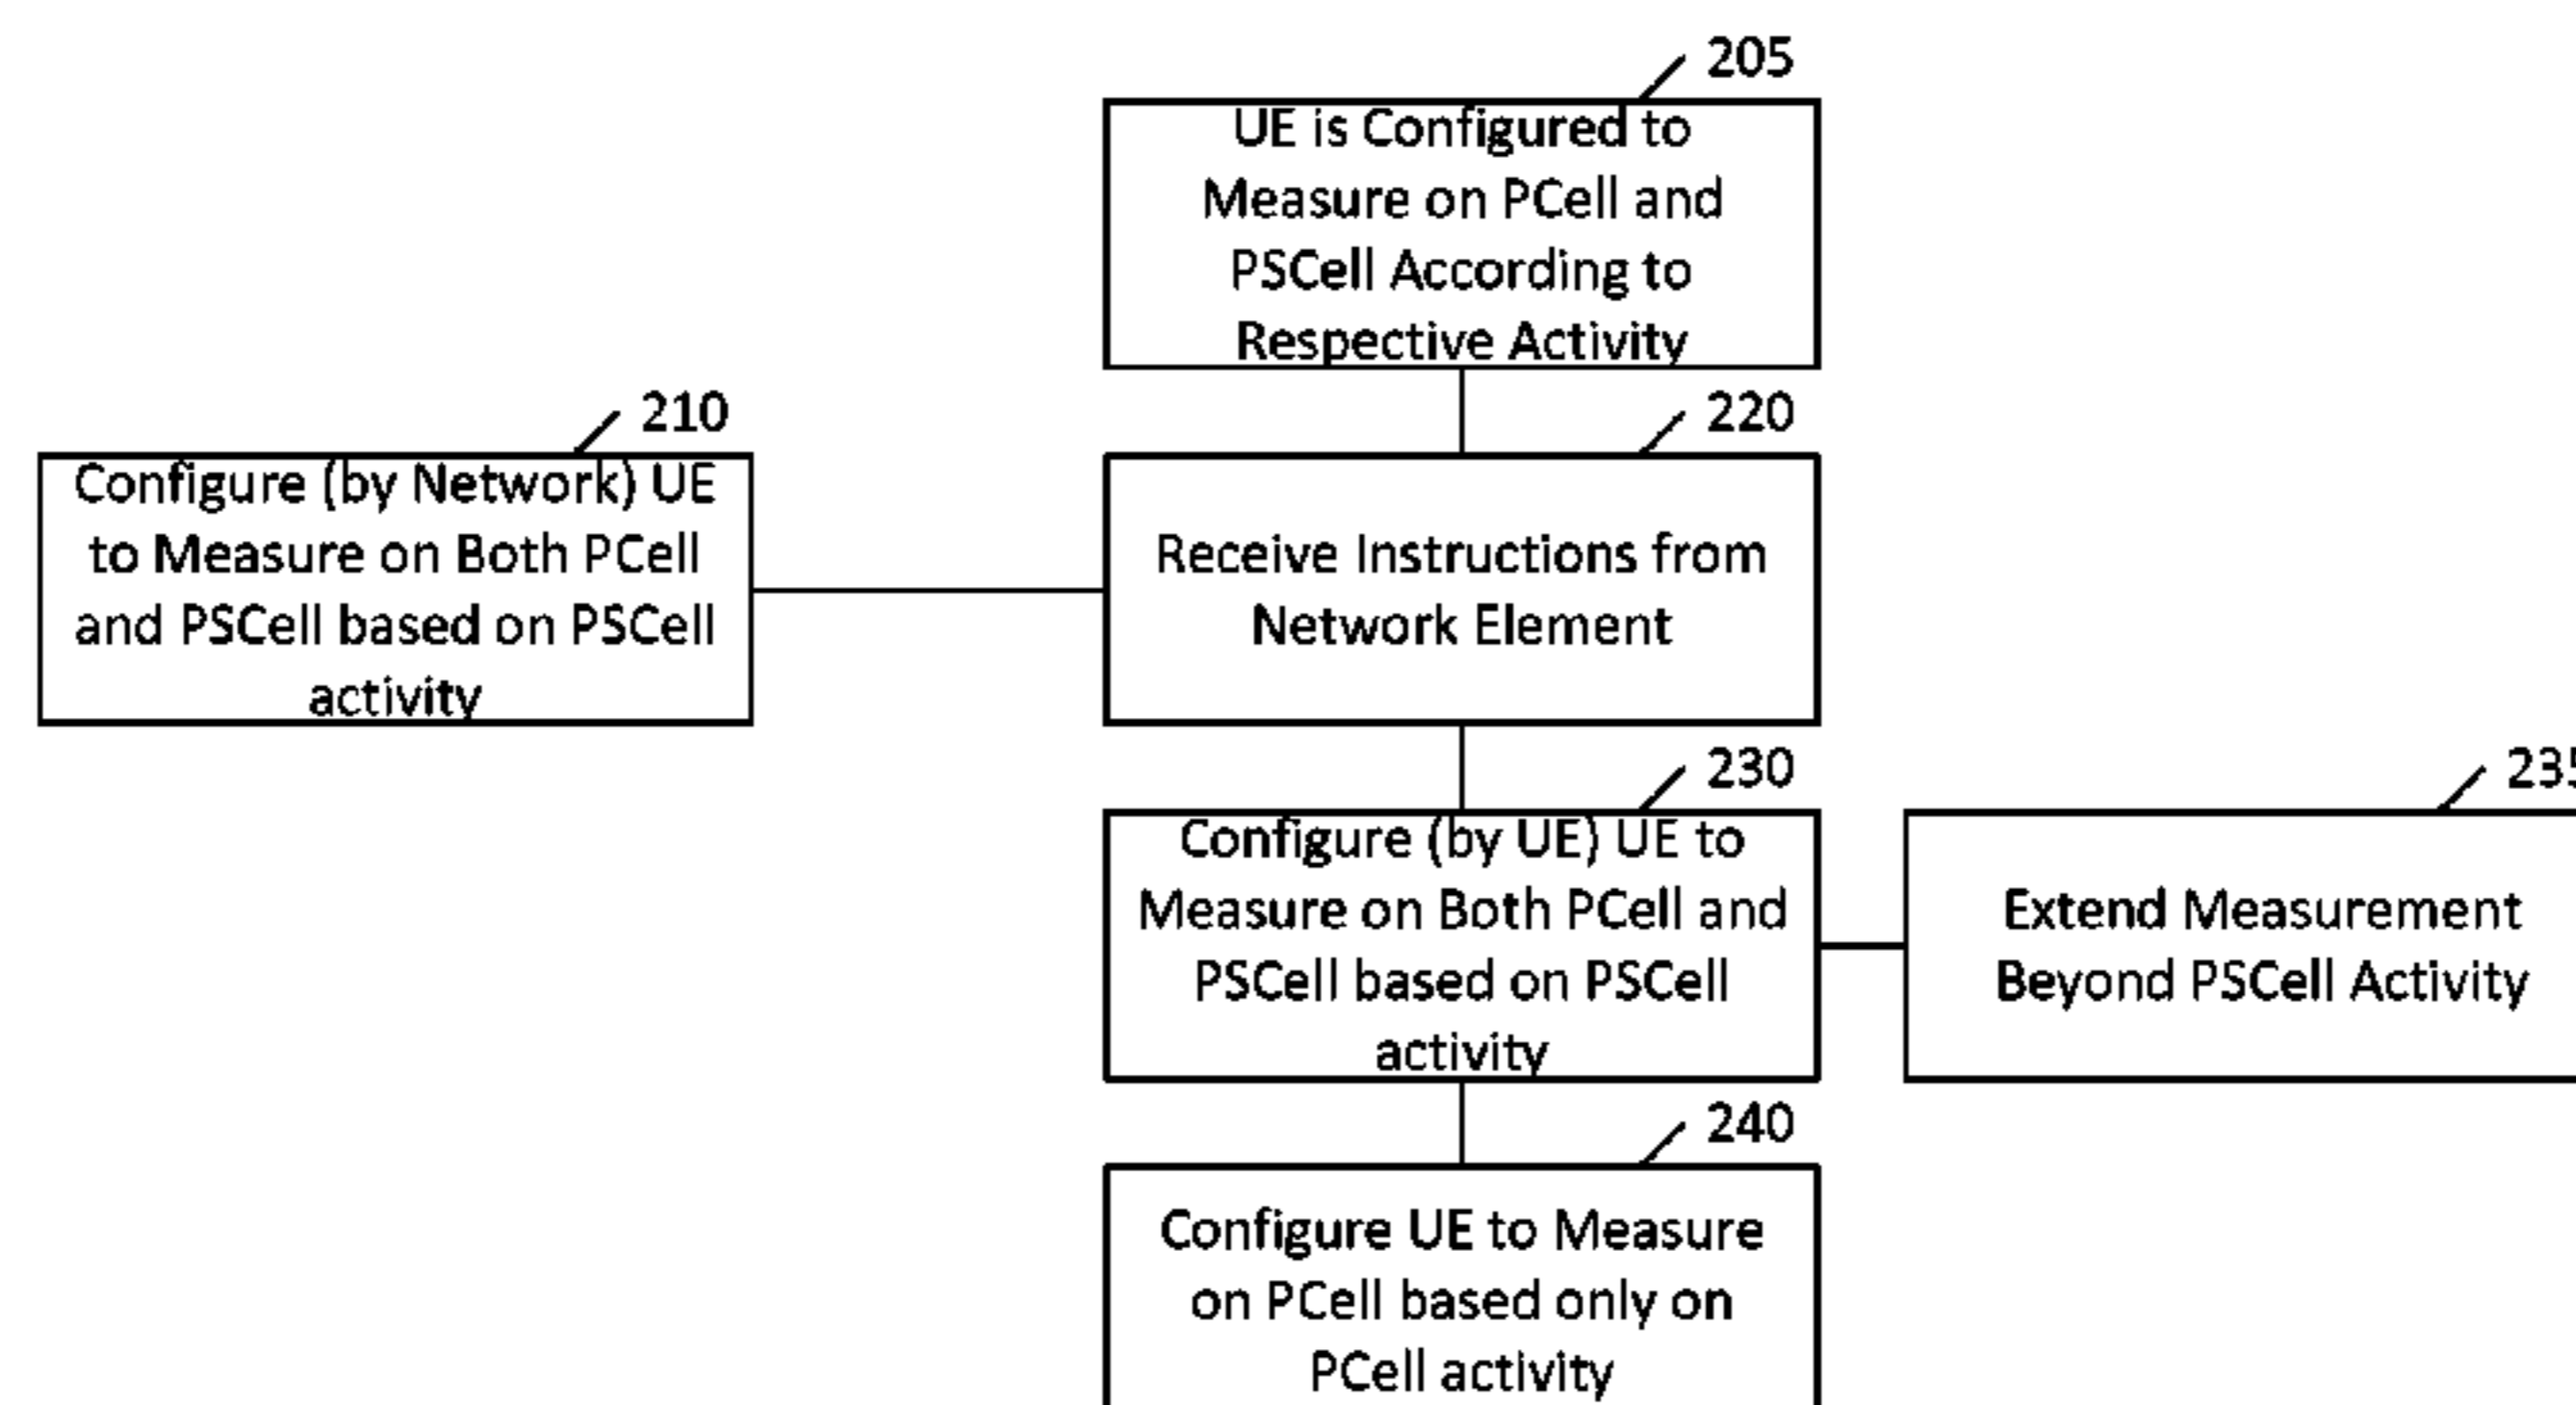 205
UE is Configured to
Measure on PCell and
PSCell According to
Respective Activity
210
Configure (by Network) UE
to Measure on Both PCell
and PSCell based on PSCell
activity
220
Receive Instructions from
Network Element
230
Configure (by UE) UE to
Measure on Both PCell and
PSCell based on PSCell
activity
235
Extend Measurement
Beyond PSCell Activity
240
Configure UE to Measure
on PCell based only on
PCell activity